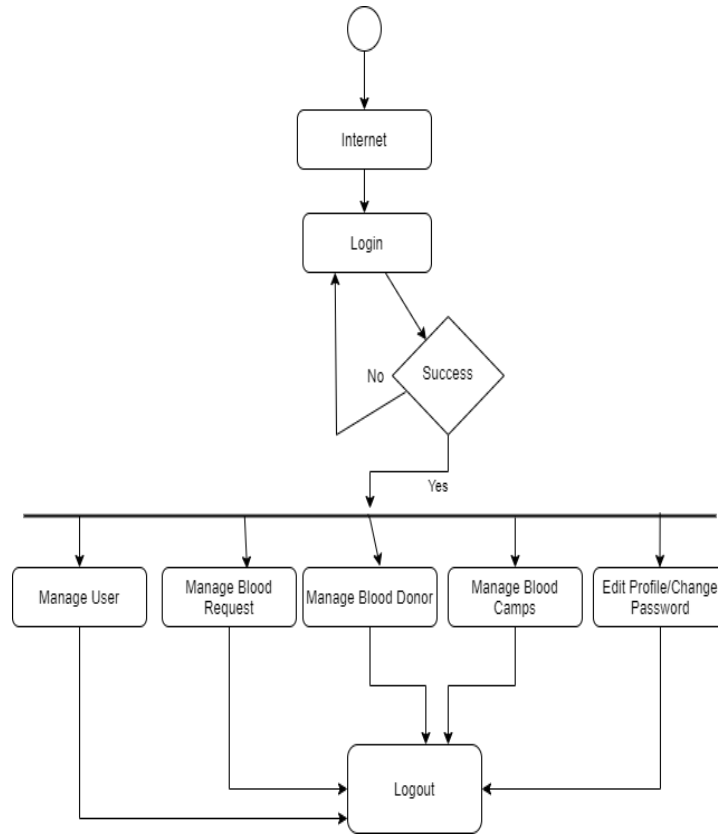 Internet
Login
Success
No
Yes
Manage User
Manage Blood
Request
Manage Blood Donor
Manage Blood
Camps
Edit Profile/Change
Password
Logout